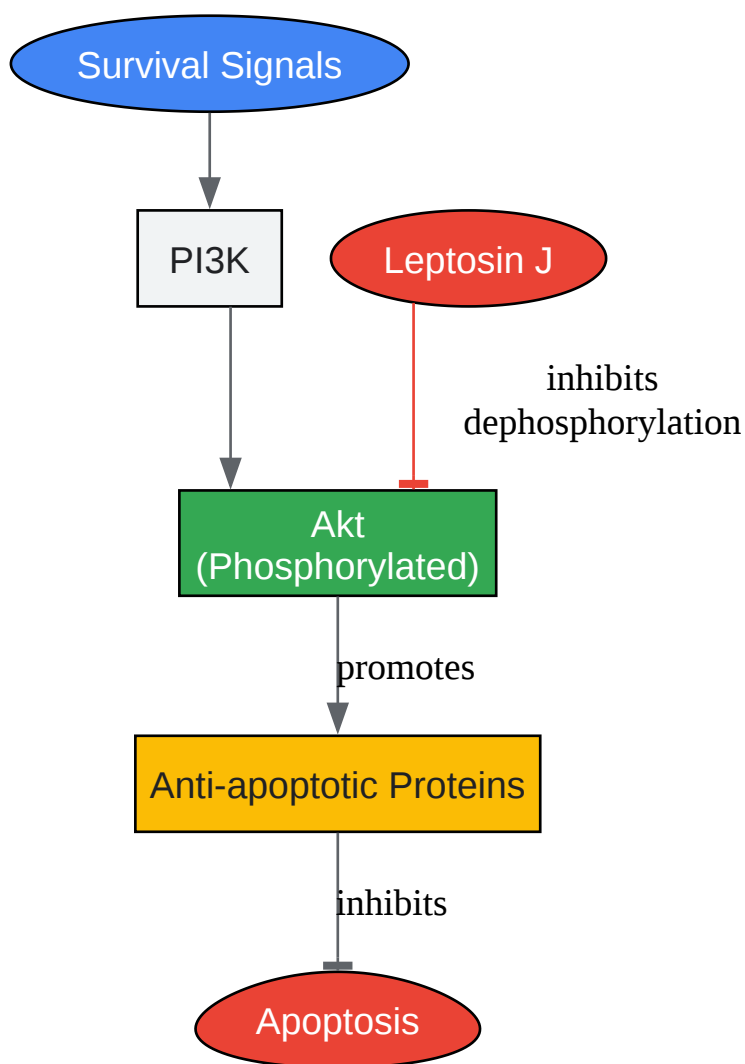 Survival Signals
PI3K
Leptosin J
inhibits
dephosphorylation
Akt
(Phosphorylated)
promotes
Anti-apoptotic Proteins
inhibits
Apoptosis